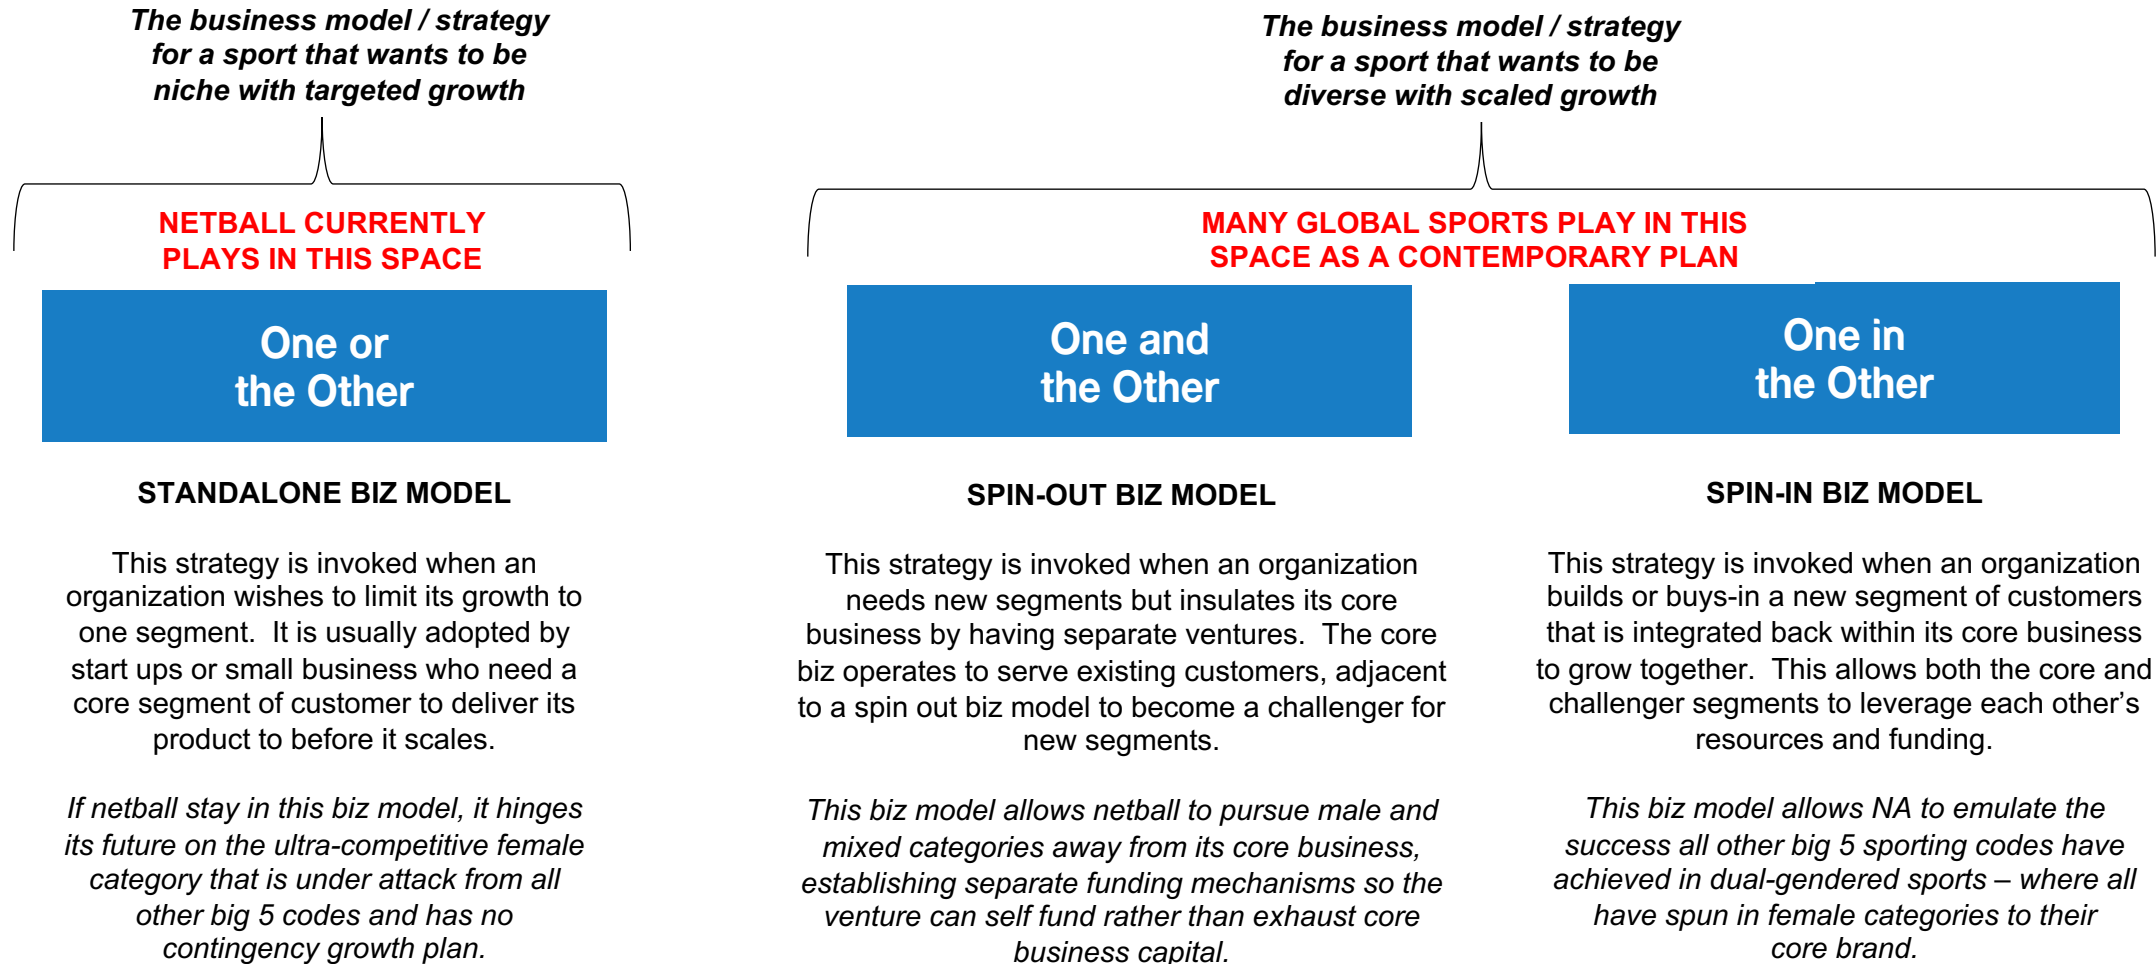 The business model / strategy
for a sport that wants to be
niche with targeted growth
NETBALL CURRENTLY
PLAYS IN THIS SPACE
One or
the Other
STANDALONE BIZ MODEL
This strategy is invoked when an
organization wishes to limit its growth to
one segment.  It is usually adopted by
start ups or small business who need a
core segment of customer to deliver its
product to before it scales.
If netball stay in this biz model, it hinges
its future on the ultra-competitive female
category that is under attack from all
other big 5 codes and has no
contingency growth plan.
The business model / strategy
for a sport that wants to be
diverse with scaled growth
MANY GLOBAL SPORTS PLAY IN THIS
SPACE AS A CONTEMPORARY PLAN
One and
the Other
SPIN-OUT BIZ MODEL
This strategy is invoked when an organization
needs new segments but insulates its core
business by having separate ventures.  The core
biz operates to serve existing customers, adjacent
to a spin out biz model to become a challenger for
new segments.
This biz model allows netball to pursue male and
mixed categories away from its core business,
establishing separate funding mechanisms so the
venture can self fund rather than exhaust core
business capital.
One in
the Other
SPIN-IN BIZ MODEL
This strategy is invoked when an organization
builds or buys-in a new segment of customers
that is integrated back within its core business
to grow together.  This allows both the core and
challenger segments to leverage each other’s
resources and funding.
This biz model allows NA to emulate the
success all other big 5 sporting codes have
achieved in dual-gendered sports – where all
have spun in female categories to their
core brand.